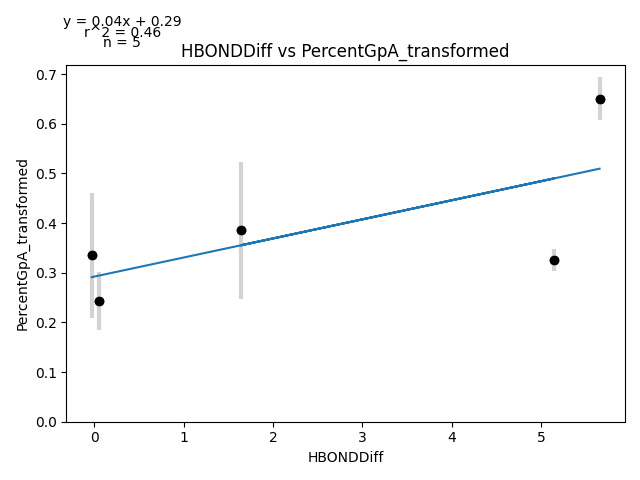 y = 0.04x + 0.29
r^2 = 0.46
n = 5
HBONDDiff vs PercentGpA_transformed
0.7
0.6
0.5
0.4
0.3
0.2
0.1
0.0
PercentGpA_transformed
0 1 2 3 4 5
HBONDDiff